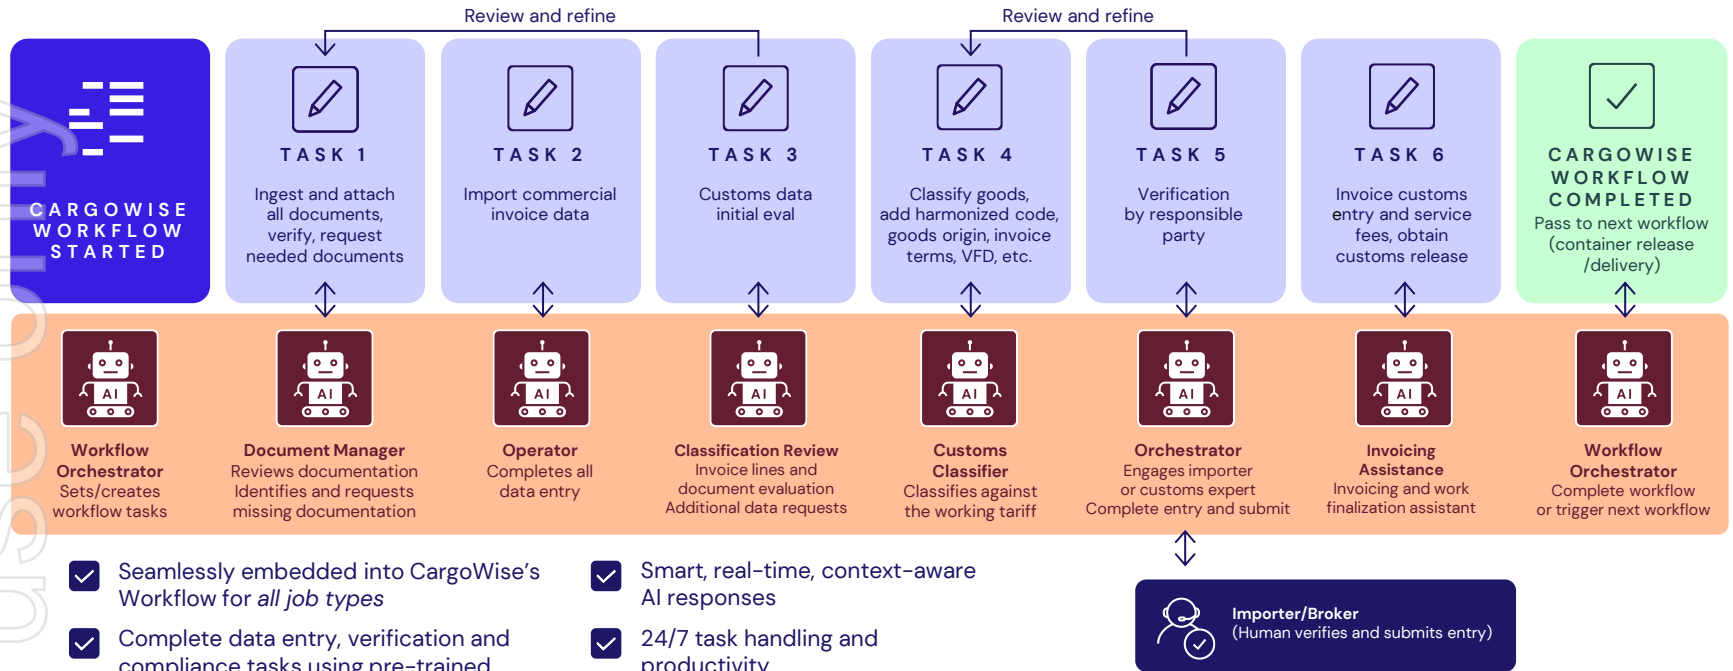 Review and refine
Review and refine
CARGOWISE
WORKFLOW
STARTED
TASK 1
Ingest and attach
all documents,
verify, request
needed documents
TASK 2
Import commercial
invoice data
TASK 3
Customs data
initial eval
TASK 4
Classify goods,
add harmonized code,
goods origin, invoice
terms, VFD, etc.
TASK 5
Verification
by responsible
party
TASK 6
Invoice customs
entry and service
fees, obtain
customs release
CARGOWISE
WORKFLOW
COMPLETED
Pass to next workflow
(container release
/delivery)
AI
Workflow
Orchestrator
Sets/creates
workflow tasks
AI
Document Manager
Reviews documentation
Identifies and requests
missing documentation
AI
Operator
Completes all
data entry
AI
Classification Review
Invoice lines and
document evaluation
Additional data requests
AI
Customs
Classifier
Classifies against
the working tariff
AI
Orchestrator
Engages importer
or customs expert
Complete entry and submit
AI
Invoicing
Assistance
Invoicing and work
finalization assistant
AI
Workflow
Orchestrator
Complete workflow
or trigger next workflow
Seamlessly embedded into CargoWise's
Workflow for all job types
Complete data entry, verification and
compliance tasks using pre-trained
Smart, real-time, context-aware
AI responses
24/7 task handling and
productivity
Importer/Broker
(Human verifies and submits entry)
use only